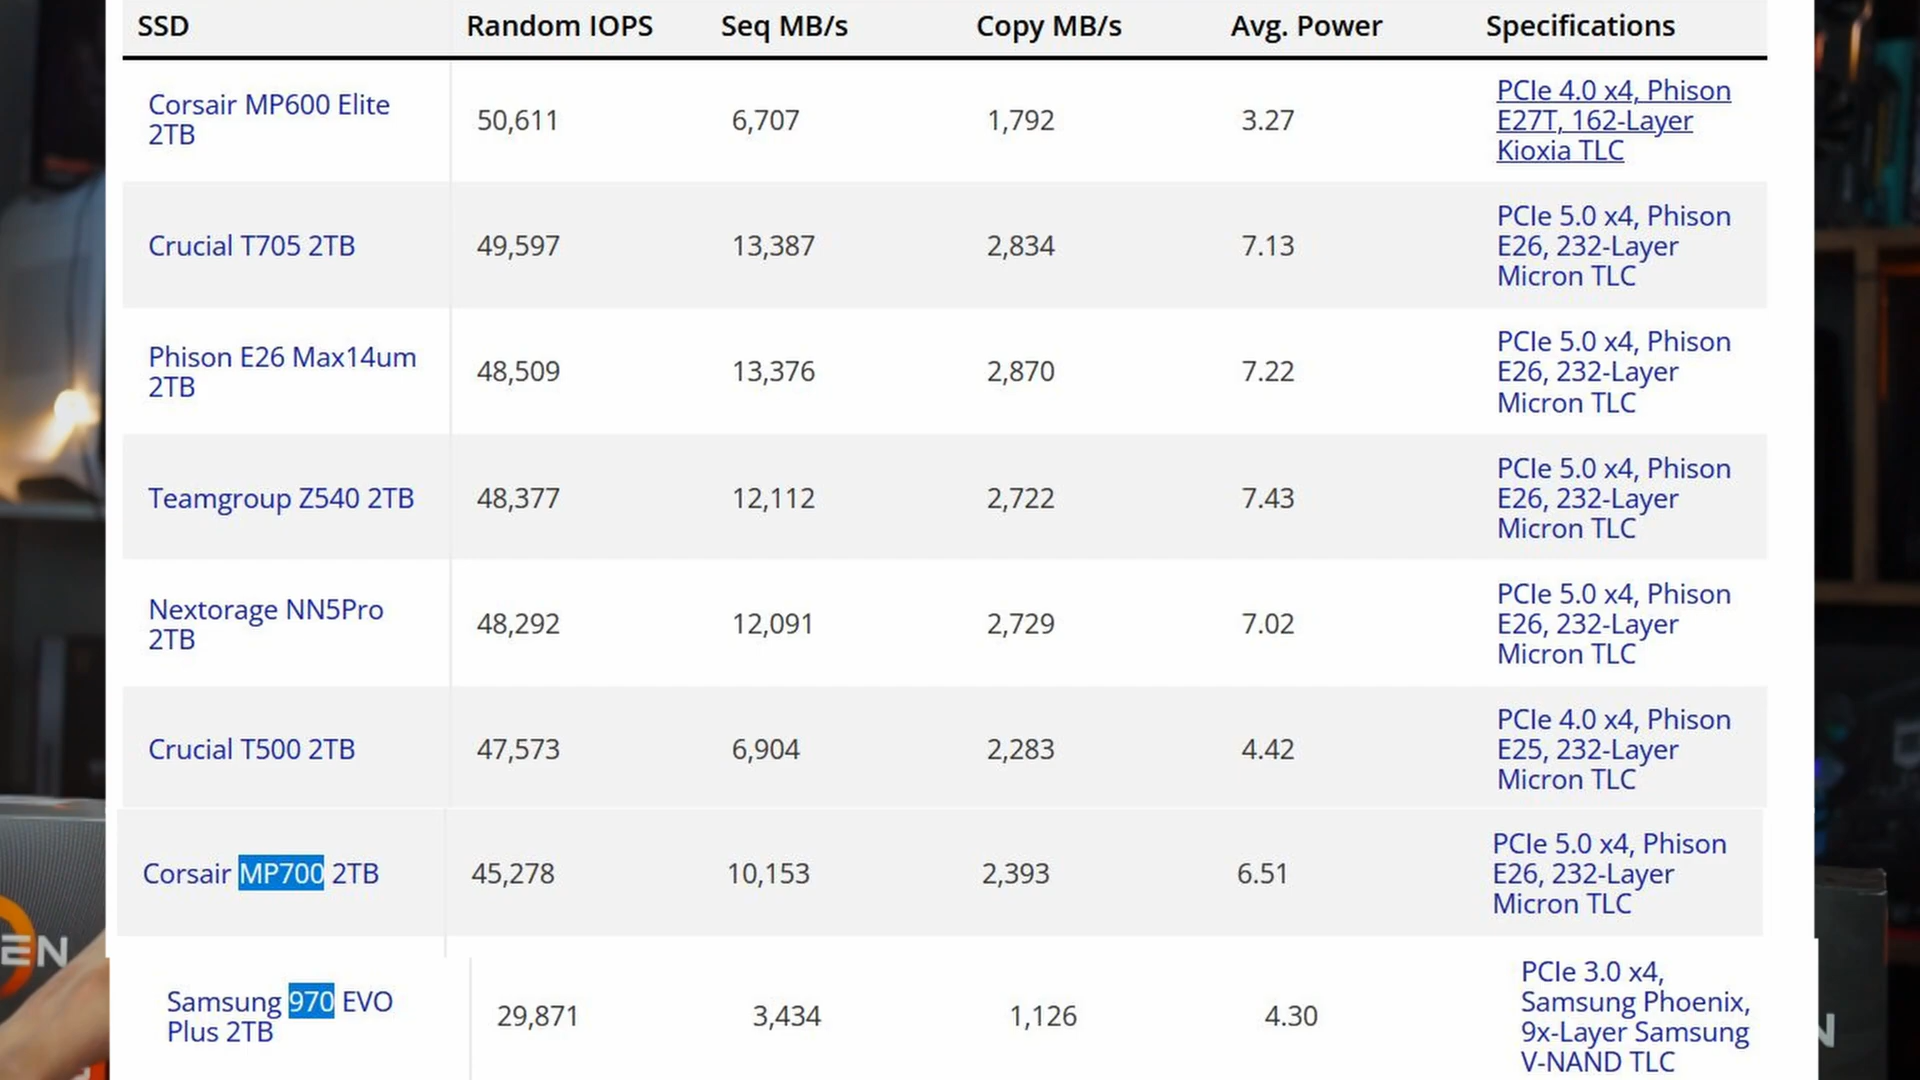 SSD Random IOPS Seq MB/s Copy MB/s Avg. Power Specifications
Corsair MP600 Elite
2TB
50,611 6,707 1,792 3.27
PCIe 4.0 x4, Phison
E27T, 162-Layer
Kioxia TLC
Crucial T705 2TB
49,597 13,387 2,834 7.13
PCIe 5.0 x4, Phison
E26, 232-Layer
Micron TLC
Phison E26 Max14um
2TB
48,509 13,376 2,870 7.22
PCIe 5.0 x4, Phison
E26, 232-Layer
Micron TLC
Teamgroup Z540 2TB
48,377 12,112 2,722 7.43
PCIe 5.0 x4, Phison
E26, 232-Layer
Micron TLC
Nextorage NN5Pro
2TB
48,292 12,091 2,729 7.02
PCIe 5.0 x4, Phison
E26, 232-Layer
Micron TLC
Crucial T500 2TB
47,573 6,904 2,283 4.42
PCIe 4.0 x4, Phison
E25, 232-Layer
Micron TLC
Corsair MP700 2TB
45,278 10,153 2,393 6.51
PCIe 5.0 x4, Phison
E26, 232-Layer
Micron TLC
Samsung 970 EVO
Plus 2TB
29,871 3,434 1,126 4.30
PCIe 3.0 x4,
Samsung Phoenix,
9x-Layer Samsung
V-NAND TLC
EN
N